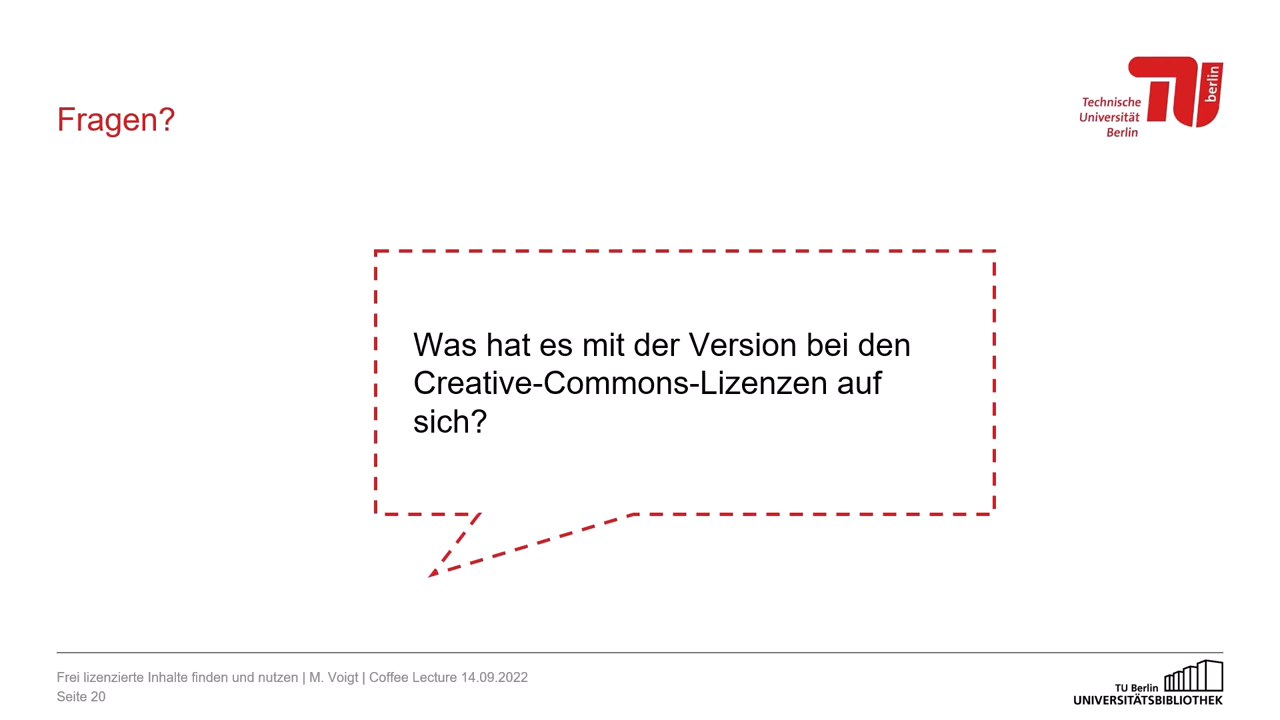 Technische
Universität
Berlin
berlin
Fragen?
Was hat es mit der Version bei den
Creative-Commons-Lizenzen auf
sich?
Frei lizenzierte Inhalte finden und nutzen | M. Voigt | Coffee Lecture 14.09.2022
Seite 20
TU Berlin
UNIVERSITÄTSBIBLIOTHEK